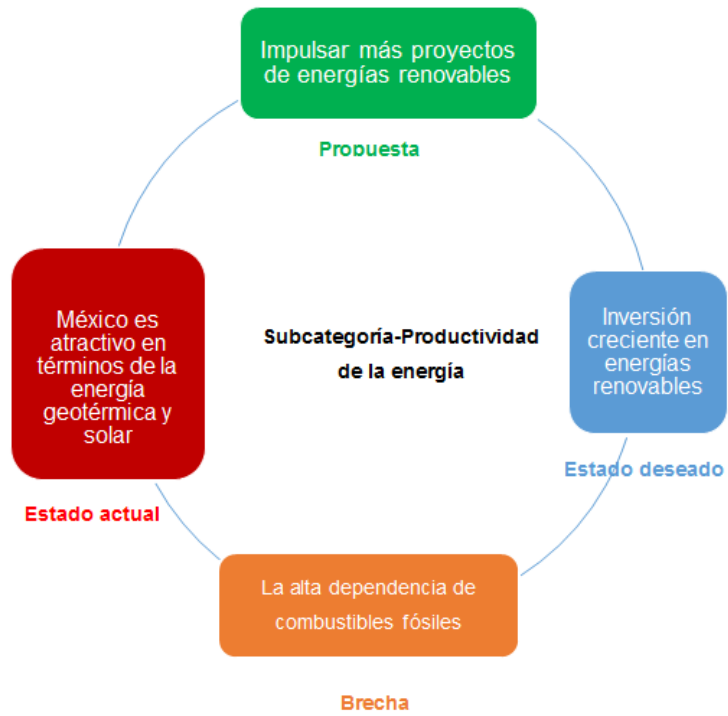 Impulsar más proyectos
de energías renovables
Propuesta
México es
atractivo en
términos de la
energía
geotérmica y
solar
Estado actual
Subcategoría-Productividad
de la energía
Inversión
creciente en
energías
renovables
Estado deseado
La alta dependencia de
combustibles fósiles
Brecha